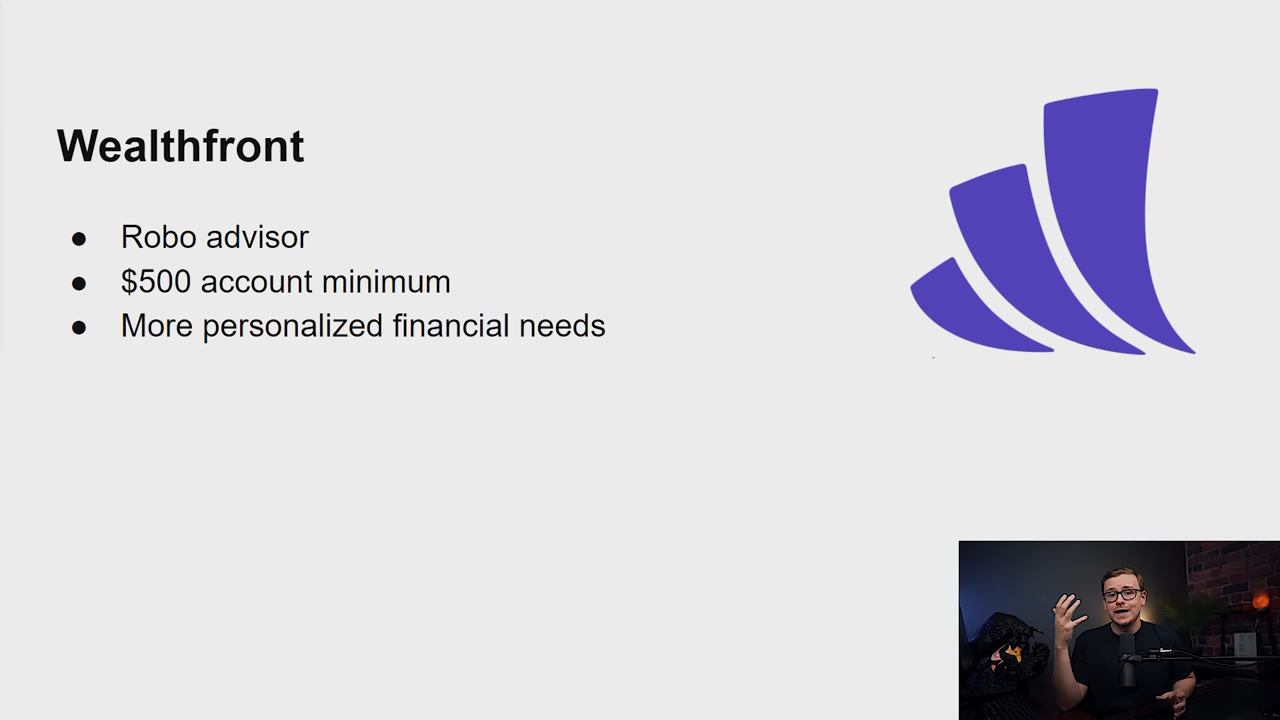 Wealthfront
● Robo advisor
● $500 account minimum
● More personalized financial needs